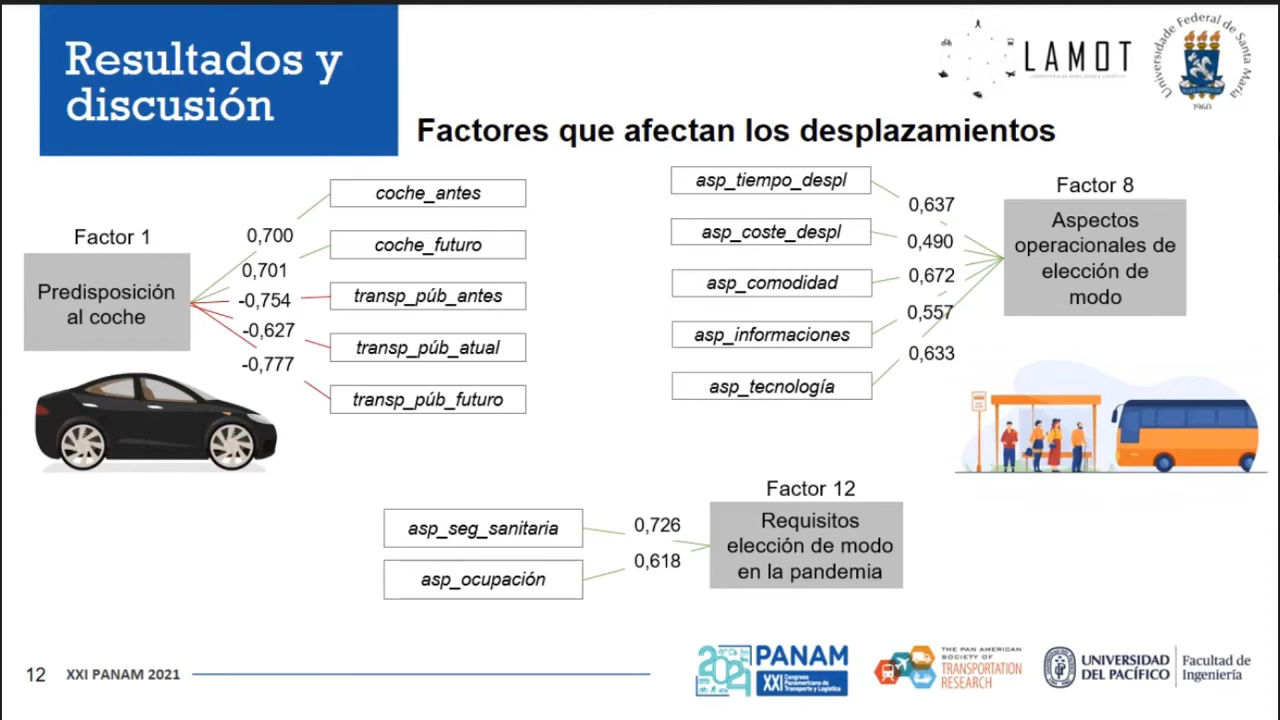 Resultados y
discusión
LAMOT
Universidade Federal de Santa Maria
1960
Factores que afectan los desplazamientos
Factor 1
Predisposición
al coche
0,700
0,701
-0,754
-0,627
-0,777
coche_antes
coche_futuro
transp_púb_antes
transp_púb_atual
transp_púb_futuro
asp_tiempo_despl
asp_coste_despl
asp_comodidad
asp_informaciones
asp_tecnología
0,637
0,490
0,672
0,557
0,633
Factor 8
Aspectos
operacionales de
elección de
modo
asp_seg_sanitaria
asp_ocupación
0,726
0,618
Factor 12
Requisitos
elección de modo
en la pandemia
12
XXI PANAM 2021
2021
PANAM
XXI
Congreso
Panamericano de
Transporte y Logística
THE PAN AMERICAN
SOCIETY OF
TRANSPORTATION
RESEARCH
UNIVERSIDAD
DEL PACÍFICO
Facultad de
Ingeniería